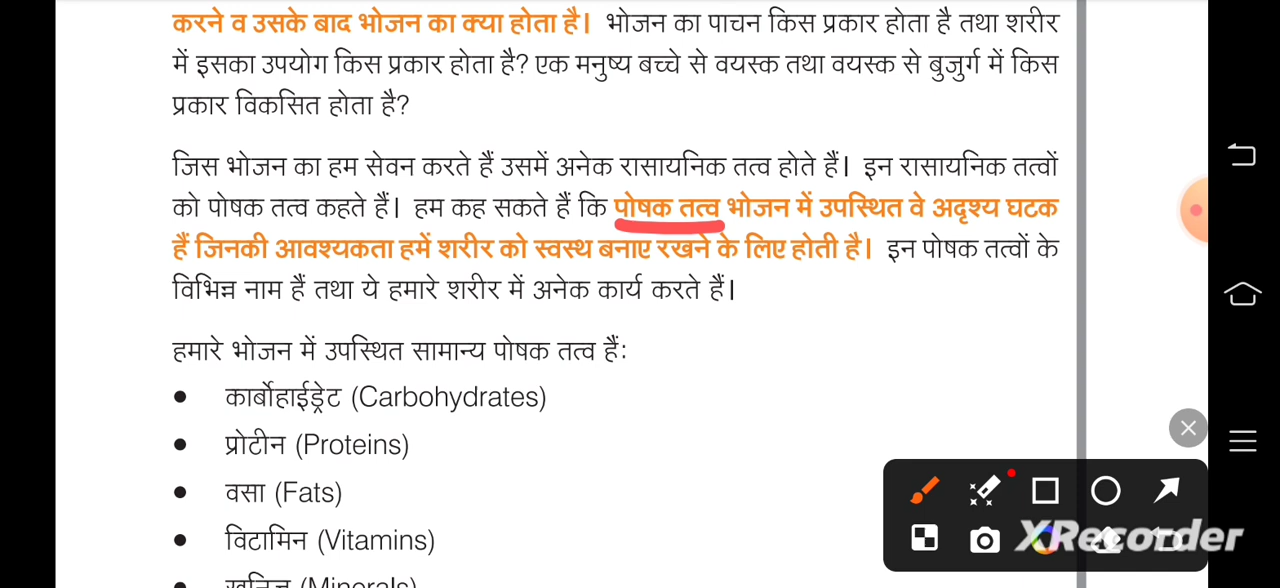 करने व उसके बाद भोजन का क्या होता है। भोजन का पाचन किस प्रकार होता है तथा शरीर
में इसका उपयोग किस प्रकार होता है? एक मनुष्य बच्चे से वयस्क तथा वयस्क से बुजुर्ग में किस
प्रकार विकसित होता है?
जिस भोजन का हम सेवन करते हैं उसमें अनेक रासायनिक तत्व होते हैं। इन रासायनिक तत्वों
को पोषक तत्व कहते हैं। हम कह सकते हैं कि पोषक तत्व भोजन में उपस्थित वे अदृश्य घटक
हैं जिनकी आवश्यकता हमें शरीर को स्वस्थ बनाए रखने के लिए होती है। इन पोषक तत्वों के
विभिन्न नाम हैं तथा ये हमारे शरीर में अनेक कार्य करते हैं।
हमारे भोजन में उपस्थित सामान्य पोषक तत्व हैं:
• कार्बोहाईड्रेट (Carbohydrates)
• प्रोटीन (Proteins)
• वसा (Fats)
• विटामिन (Vitamins)
• खनिज (Minerals)
XRecorder